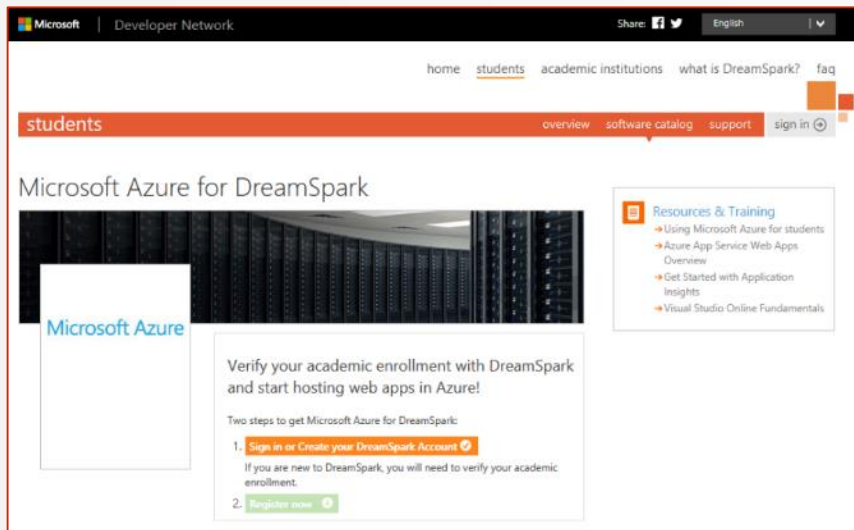 Microsoft | Developer Network
Share:
English
home students academic institutions what is DreamSpark? faq
students
overview software catalog support sign in
Microsoft Azure for DreamSpark
Microsoft Azure
Verify your academic enrollment with DreamSpark
and start hosting web apps in Azure!
Two steps to get Microsoft Azure for DreamSpark:
1. Sign in or Create your DreamSpark Account
If you are new to DreamSpark, you will need to verify your academic
enrollment.
2. Register now
Resources & Training
Using Microsoft Azure for students
Azure App Service Web Apps
Overview
Get Started with Application
Insights
Visual Studio Online Fundamentals